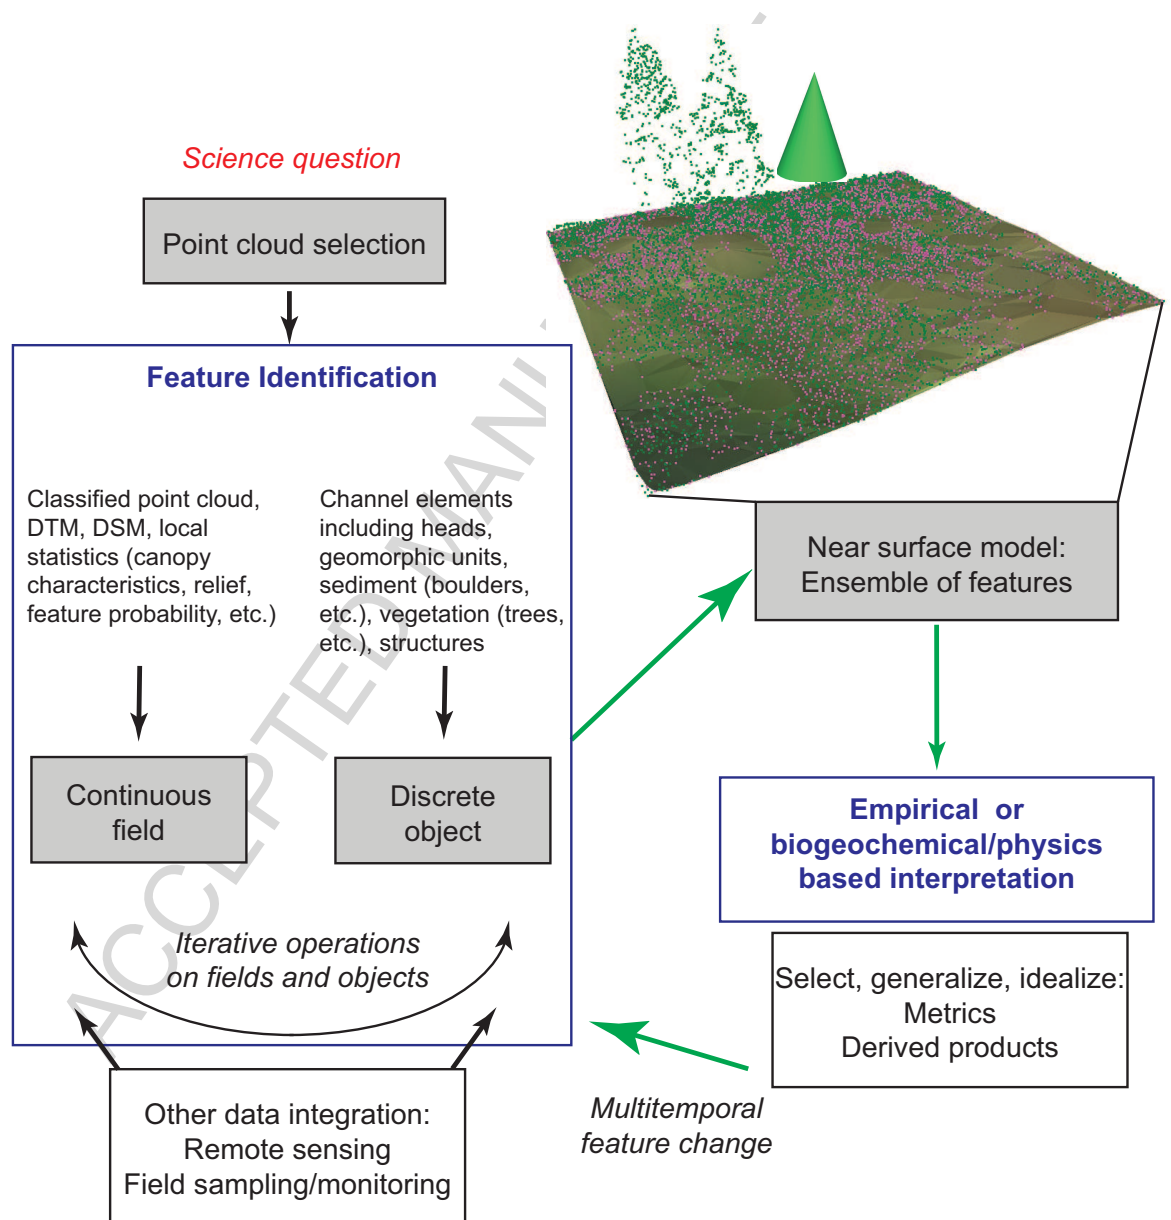 Science question
Point cloud selection
Feature Identification
Classified point cloud,
DTM, DSM, local
statistics (canopy
characteristics, relief,
feature probability, etc.)
Channel elements
including heads,
geomorphic units,
sediment (boulders,
etc.), vegetation (trees,
etc.), structures
Continuous
field
Discrete
object
Iterative operations
on fields and objects
Other data integration:
Remote sensing
Field sampling/monitoring
Near surface model:
Ensemble of features
Empirical or
biogeochemical/physics
based interpretation
Select, generalize, idealize:
Metrics
Derived products
Multitemporal
feature change
ACCEPTED